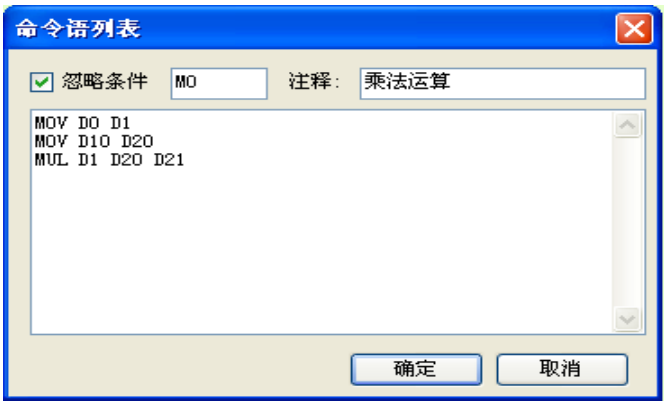 命令语列表
忽略条件 M0 注释: 乘法运算
MOV D0 D1
MOV D10 D20
MUL D1 D20 D21
确定 取消